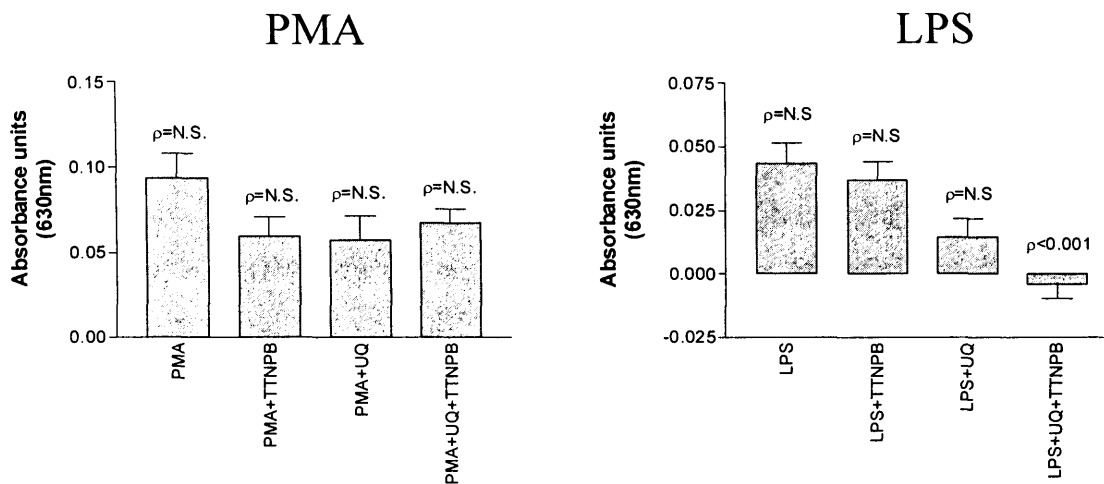 PMA
Absorbance units
(630nm)
0.15
0.10
0.05
0.00
ρ=N.S.
ρ=N.S.
ρ=N.S.
ρ=N.S.
PMA
PMA+TTNPB
PMA+UQ
PMA+UQ+TTNPB
LPS
Absorbance units
(630nm)
0.075
0.050
0.025
0.000
-0.025
ρ=N.S
ρ=N.S
ρ=N.S
ρ<0.001
LPS
LPS+TTNPB
LPS+UQ
LPS+UQ+TTNPB